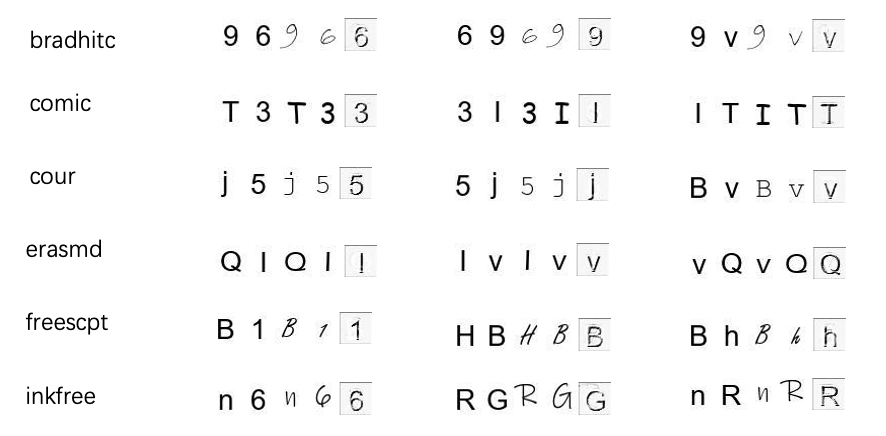 bradhitc 9 6 9 6 6 6 9 6 9 9 9 v 9 v v
comic T 3 T 3 3 3 I 3 I I I T I T T
cour j 5 j 5 5 5 j 5 j j B v B v v
erasmd Q I Q I I I v I v v v Q v Q Q
freescpt B 1 B 1 1 H B H B B B h B h h
inkfree n 6 n 6 6 R G R G G n R n R R